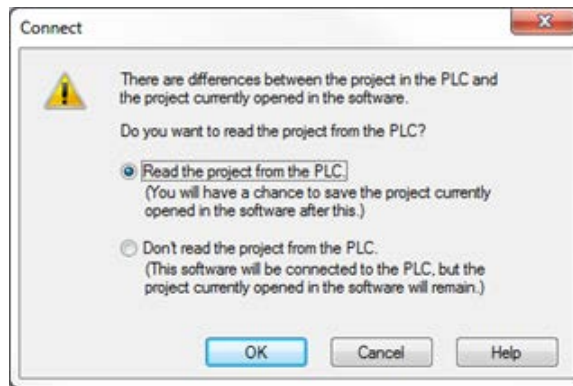 Connect
There are differences between the project in the PLC and
the project currently opened in the software.
Do you want to read the project from the PLC?
Read the project from the PLC.
(You will have a chance to save the project currently
opened in the software after this.)
Don't read the project from the PLC.
(This software will be connected to the PLC, but the
project currently opened in the software will remain.)
OK Cancel Help